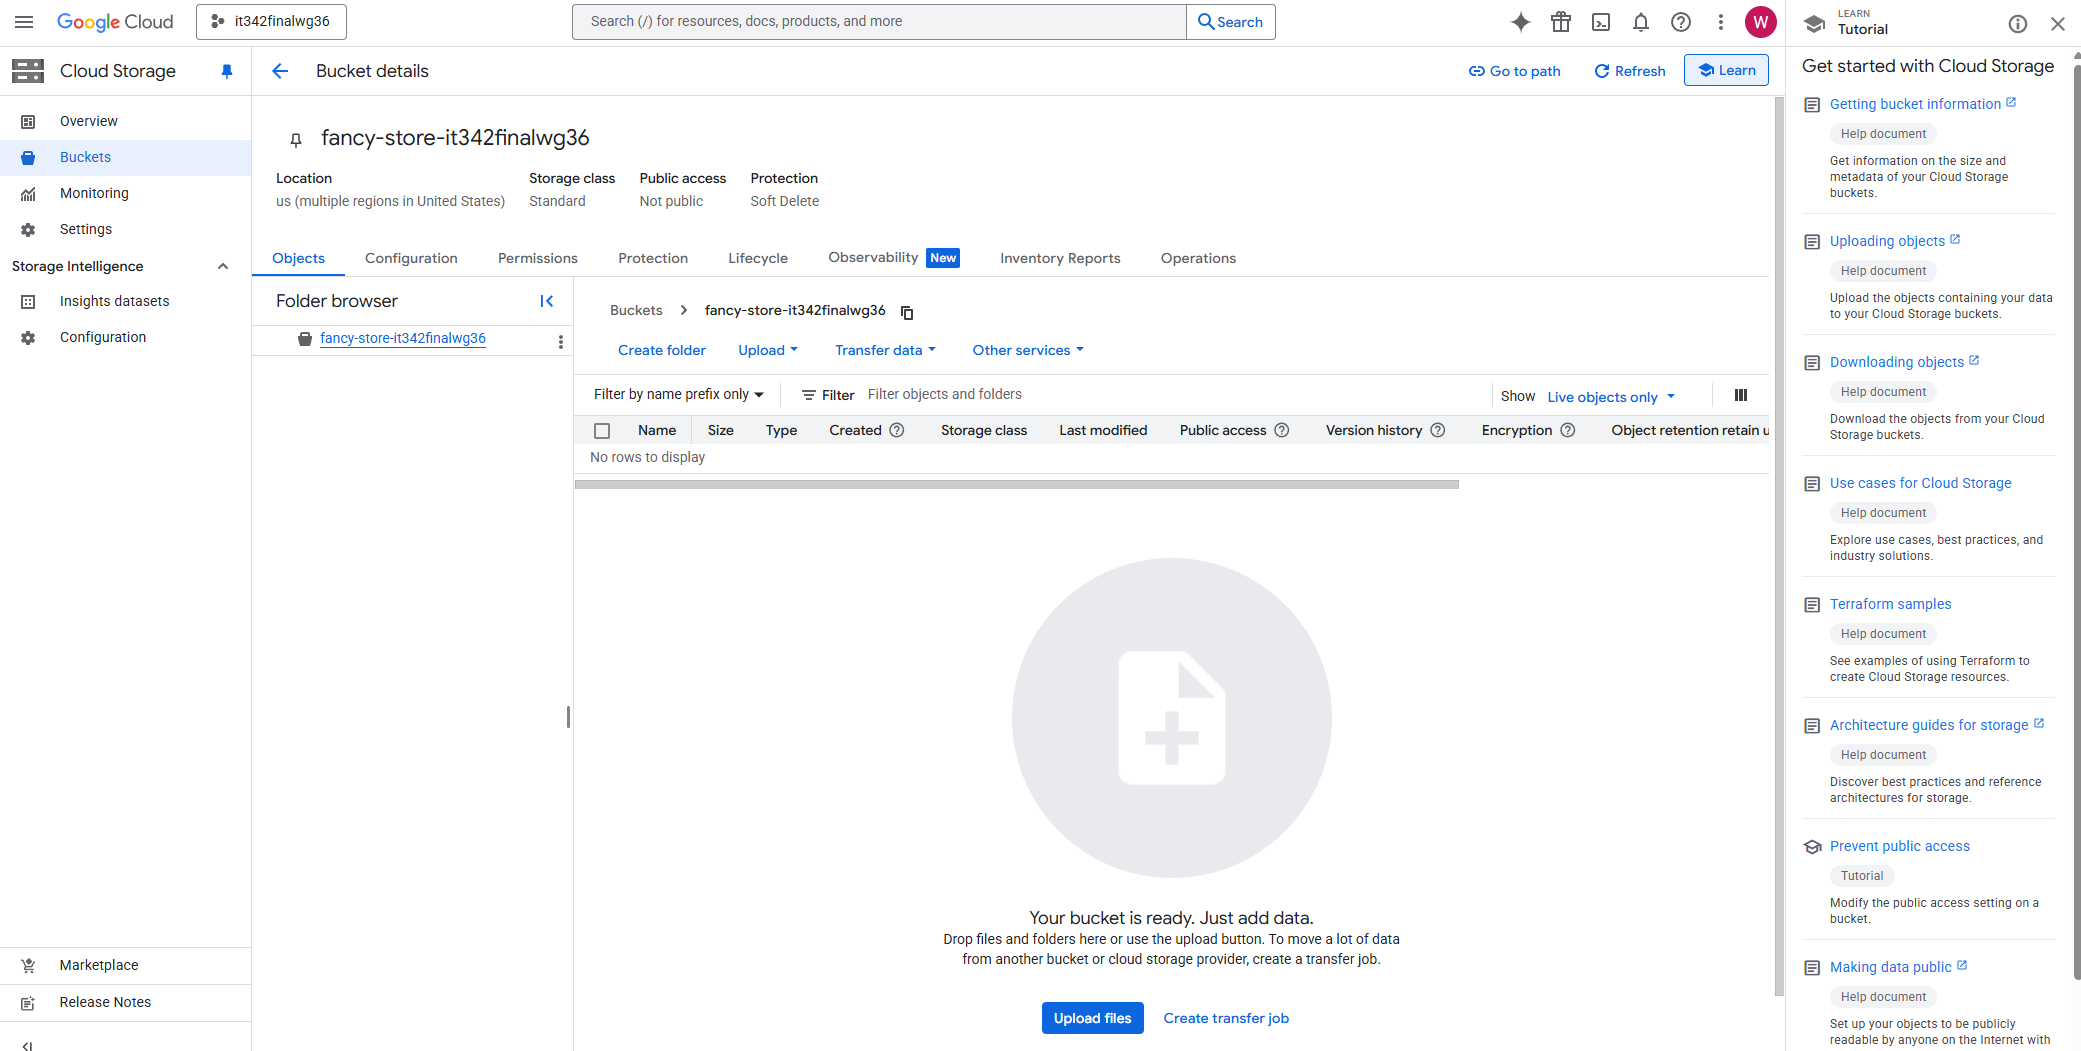 Google Cloud
it342finalwg36
Search (/) for resources, docs, products, and more
Search
W
LEARN
Tutorial
Cloud Storage
Overview
Buckets
Monitoring
Settings
Storage Intelligence
Insights datasets
Configuration
Marketplace
Release Notes
Bucket details
Go to path
Refresh
Learn
fancy-store-it342finalwg36
Location
us (multiple regions in United States)
Storage class
Standard
Public access
Not public
Protection
Soft Delete
Objects
Configuration
Permissions
Protection
Lifecycle
Observability New
Inventory Reports
Operations
Folder browser
fancy-store-it342finalwg36
Buckets
fancy-store-it342finalwg36
Create folder
Upload
Transfer data
Other services
Filter by name prefix only
Filter
Filter objects and folders
Show
Live objects only
Name
Size
Type
Created
Storage class
Last modified
Public access
Version history
Encryption
Object retention retain u
No rows to display
Your bucket is ready. Just add data.
Drop files and folders here or use the upload button. To move a lot of data
from another bucket or cloud storage provider, create a transfer job.
Upload files
Create transfer job
Get started with Cloud Storage
Getting bucket information
Help document
Get information on the size and
metadata of your Cloud Storage
buckets.
Uploading objects
Help document
Upload the objects containing your data
to your Cloud Storage buckets.
Downloading objects
Help document
Download the objects from your Cloud
Storage buckets.
Use cases for Cloud Storage
Help document
Explore use cases, best practices, and
industry solutions.
Terraform samples
Help document
See examples of using Terraform to
create Cloud Storage resources.
Architecture guides for storage
Help document
Discover best practices and reference
architectures for storage.
Prevent public access
Tutorial
Modify the public access setting on a
bucket.
Making data public
Help document
Set up your objects to be publicly
readable by anyone on the Internet with